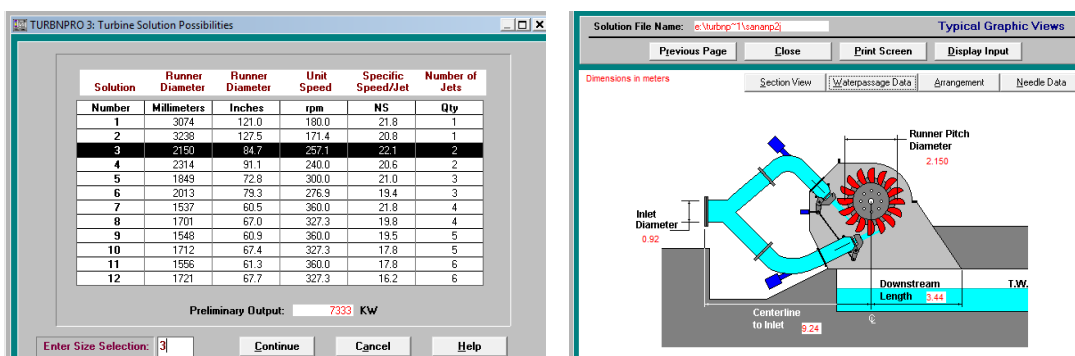 TURBNPRO 3: Turbine Solution Possibilities
Solution Runner Diameter Runner Diameter Unit Speed Specific Speed/Jet Number of Jets
Number Millimeters Inches rpm NS Qty
1 3074 121.0 180.0 21.8 1
2 3238 127.5 171.4 20.8 1
3 2150 84.7 257.1 22.1 2
4 2314 91.1 240.0 20.6 2
5 1849 72.8 300.0 21.0 3
6 2013 79.3 276.9 19.4 3
7 1537 60.5 360.0 21.8 4
8 1701 67.0 327.3 19.8 4
9 1548 60.9 360.0 19.5 5
10 1712 67.4 327.3 17.8 5
11 1556 61.3 360.0 17.8 6
12 1721 67.7 327.3 16.2 6
Preliminary Output: 7333 KW
Enter Size Selection: 3 Continue Cancel Help
Solution File Name: e:\turbnp~1\sananp2j Typical Graphic Views
Previous Page Close Print Screen Display Input
Dimensions in meters
Section View Waterpassage Data Arrangement Needle Data
Runner Pitch
Diameter
2.150
Inlet
Diameter
0.92
Downstream T.W.
Length 3.44
Centerline
to Inlet 9.24